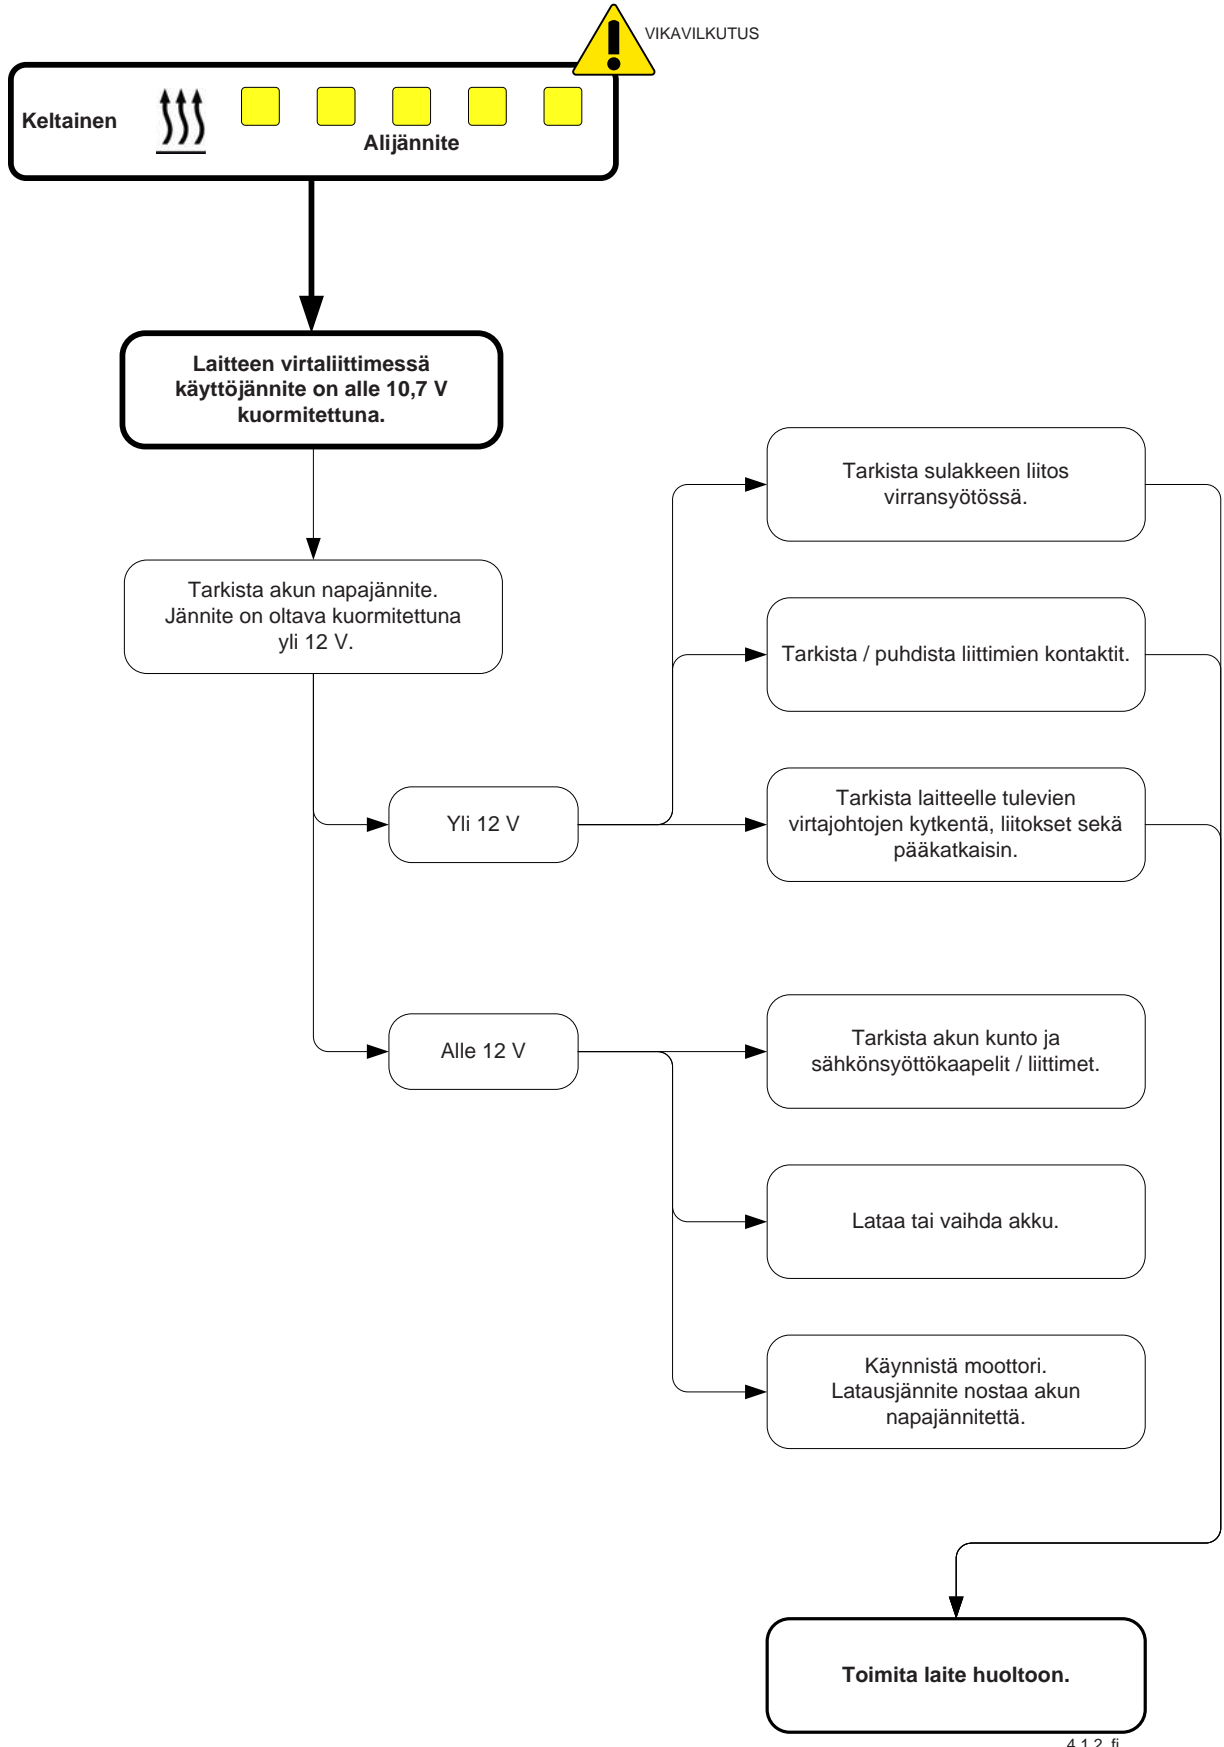 VIKAVILKUTUS
Keltainen
Alijännite
Laitteen virtaliittimessä
käyttöjännite on alle 10,7 V
kuormitettuna.
Tarkista sulakkeen liitos
virransyötössä.
Tarkista akun napajännite.
Jännite on oltava kuormitettuna
yli 12 V.
Tarkista / puhdista liittimien kontaktit.
Yli 12 V
Tarkista laitteelle tulevien
virtajohtojen kytkentä, liitokset sekä
pääkatkaisin.
Alle 12 V
Tarkista akun kunto ja
sähkönsyöttökaapelit / liittimet.
Lataa tai vaihda akku.
Käynnistä moottori.
Latausjännite nostaa akun
napajännitettä.
Toimita laite huoltoon.
4.1.2_fi